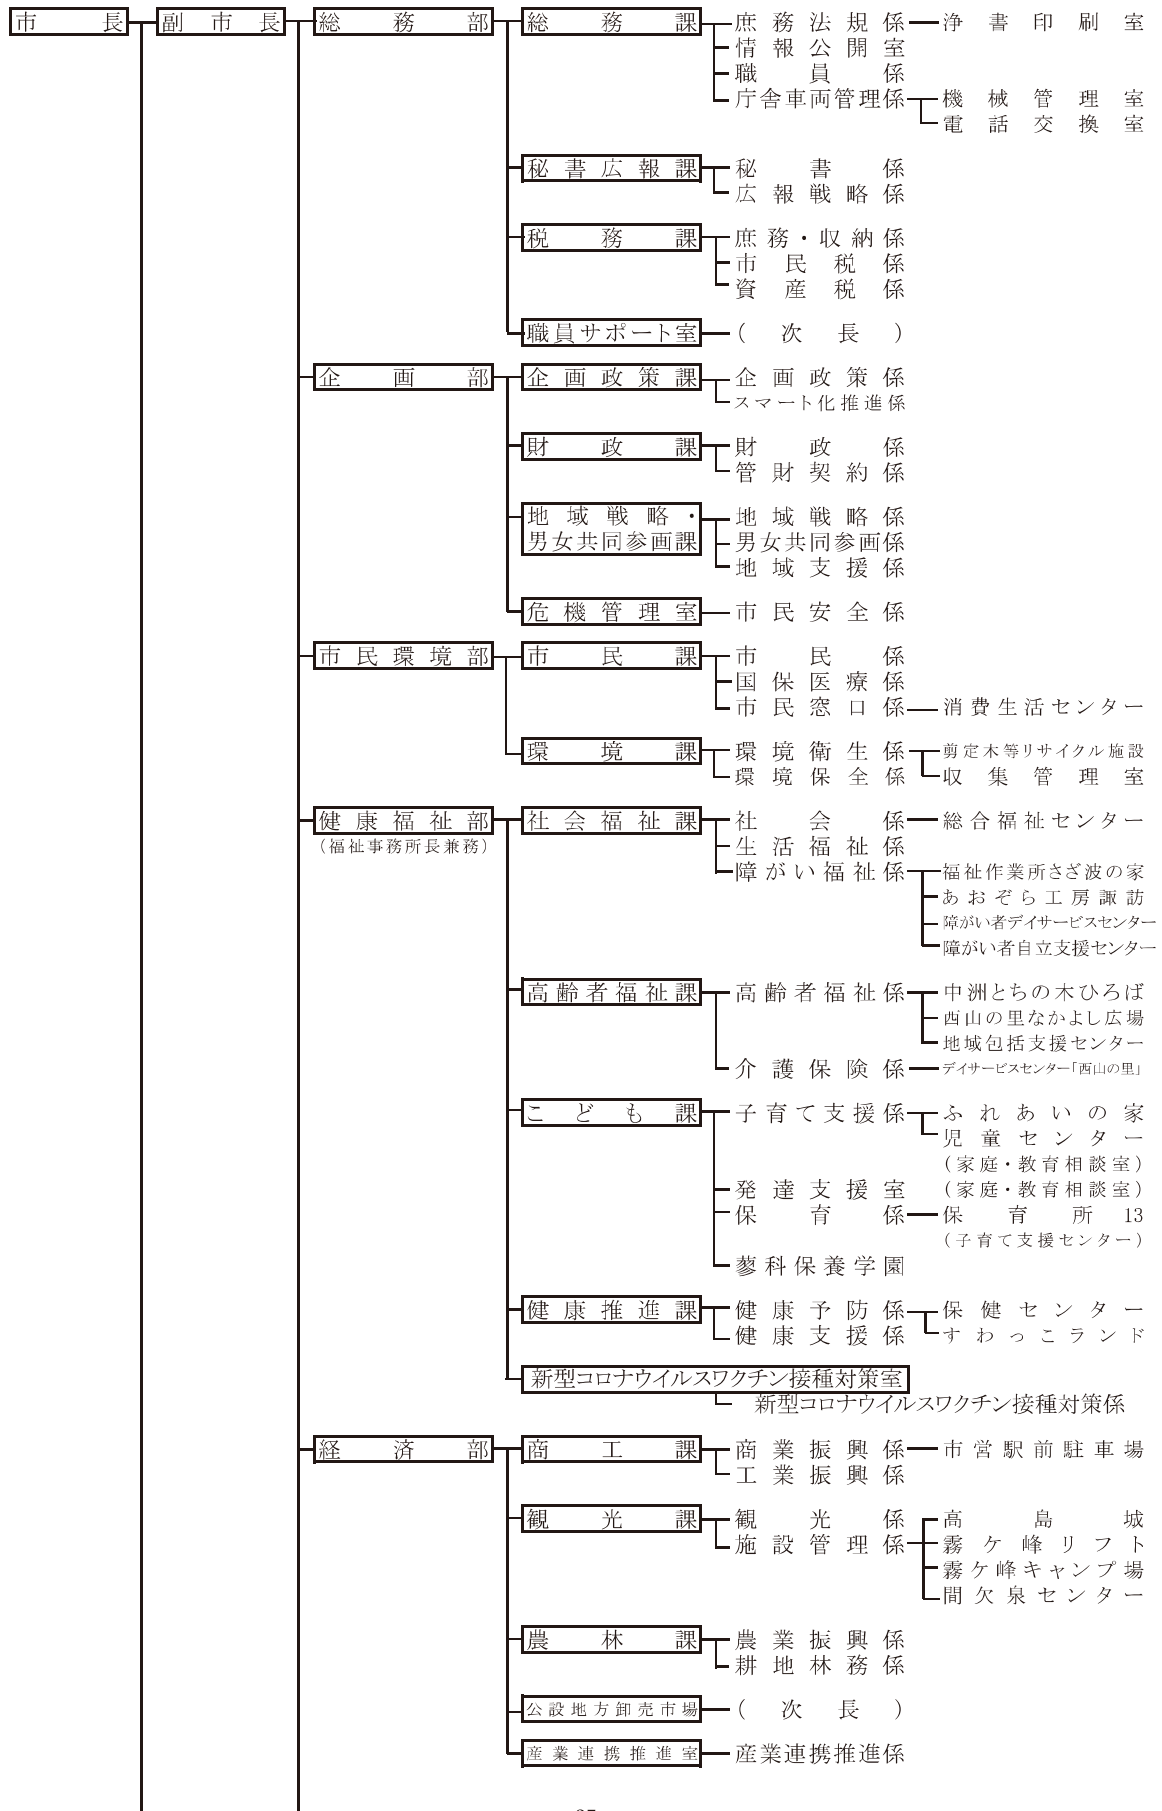 市長 副市長 総務部 総務課 庶務法規係 浄書印刷室
情報公開室
職員係
庁舎車両管理係 機械管理室
電話交換室
秘書広報課 秘書係
広報戦略係
税務課 庶務・収納係
市民税係
資産税係
職員サポート室 (次長)
企画部 企画政策課 企画政策係
スマート化推進係
財政課 財政係
管財契約係
地域戦略・ 地域戦略係
男女共同参画課 男女共同参画係
地域支援係
危機管理室 市民安全係
市民環境部 市民課 市民係
国保医療係
市民窓口係 消費生活センター
環境課 環境衛生係 剪定木等リサイクル施設
環境保全係 収集管理室
健康福祉部 社会福祉課 社会係 総合福祉センター
(福祉事務所長兼務) 生活福祉係
障がい福祉係 福祉作業所さざ波の家
あおぞら工房諏訪
障がい者デイサービスセンター
障がい者自立支援センター
高齢者福祉課 高齢者福祉係 中洲とちの木ひろば
西山の里なかよし広場
地域包括支援センター
介護保険係 デイサービスセンター「西山の里」
こども課 子育て支援係 ふれあいの家
児童センター
(家庭・教育相談室)
発達支援室 (家庭・教育相談室)
保育係 保育所13
(子育て支援センター)
蓼科保養学園
健康推進課 健康予防係 保健センター
健康支援係 すわっこランド
新型コロナウイルスワクチン接種対策室
新型コロナウイルスワクチン接種対策係
経済部 商工課 商業振興係 市営駅前駐車場
工業振興係
観光課 観光係 高島城
施設管理係 霧ケ峰リフト
霧ケ峰キャンプ場
間欠泉センター
農林課 農業振興係
耕地林務係
公設地方卸売市場 (次長)
産業連携推進室 産業連携推進係